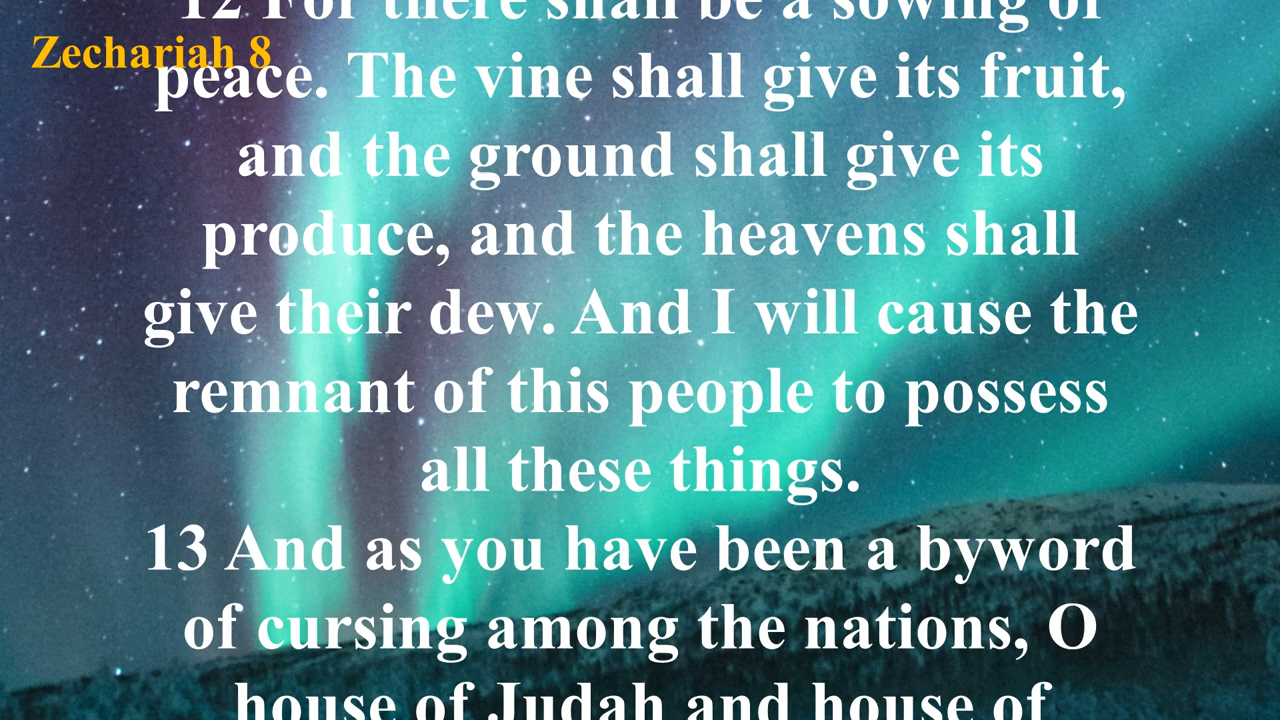 12 For there shall be a sowing of
Zechariah 8
peace. The vine shall give its fruit,
and the ground shall give its
produce, and the heavens shall
give their dew. And I will cause the
remnant of this people to possess
all these things.
13 And as you have been a byword
of cursing among the nations, O
house of Judah and house of